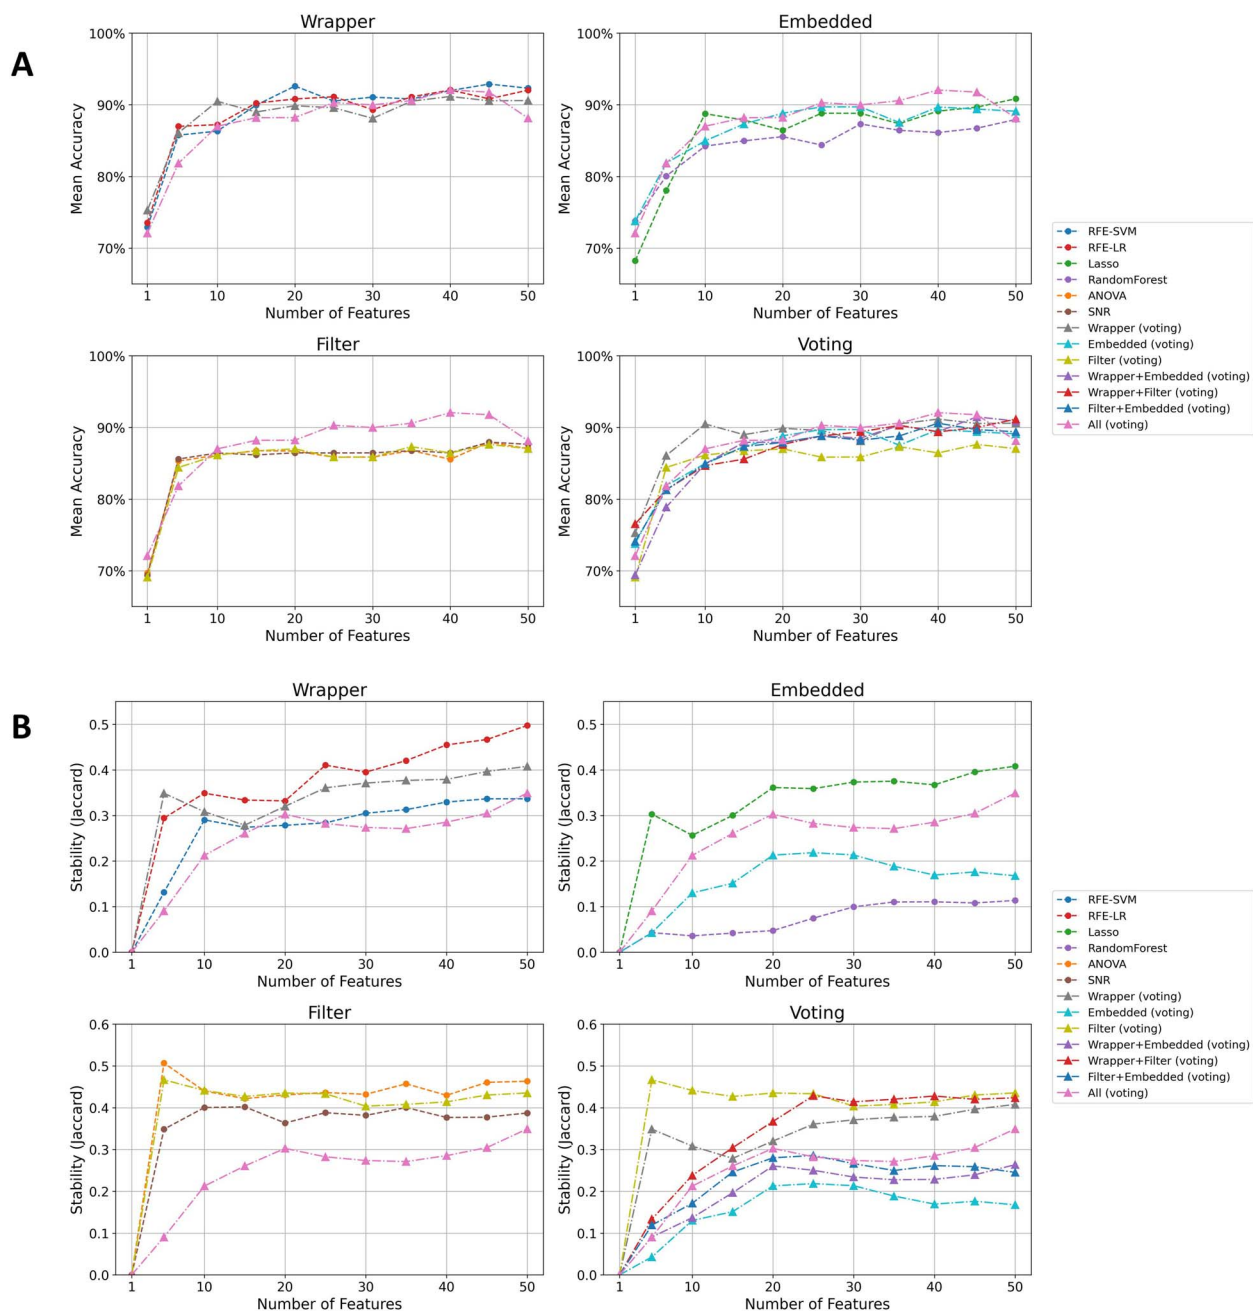 A
Wrapper
100%
90%
80%
70%
Mean Accuracy
1 10 20 30 40 50
Number of Features
Embedded
100%
90%
80%
70%
Mean Accuracy
1 10 20 30 40 50
Number of Features
Filter
100%
90%
80%
70%
Mean Accuracy
1 10 20 30 40 50
Number of Features
Voting
100%
90%
80%
70%
Mean Accuracy
1 10 20 30 40 50
Number of Features
RFE-SVM
RFE-LR
Lasso
RandomForest
ANOVA
SNR
Wrapper (voting)
Embedded (voting)
Filter (voting)
Wrapper+Embedded (voting)
Wrapper+Filter (voting)
Filter+Embedded (voting)
All (voting)
B
Wrapper
0.5
0.4
0.3
0.2
0.1
0.0
Stability (Jaccard)
1 10 20 30 40 50
Number of Features
Embedded
0.5
0.4
0.3
0.2
0.1
0.0
Stability (Jaccard)
1 10 20 30 40 50
Number of Features
Filter
0.6
0.5
0.4
0.3
0.2
0.1
0.0
Stability (Jaccard)
1 10 20 30 40 50
Number of Features
Voting
0.6
0.5
0.4
0.3
0.2
0.1
0.0
Stability (Jaccard)
1 10 20 30 40 50
Number of Features
RFE-SVM
RFE-LR
Lasso
RandomForest
ANOVA
SNR
Wrapper (voting)
Embedded (voting)
Filter (voting)
Wrapper+Embedded (voting)
Wrapper+Filter (voting)
Filter+Embedded (voting)
All (voting)